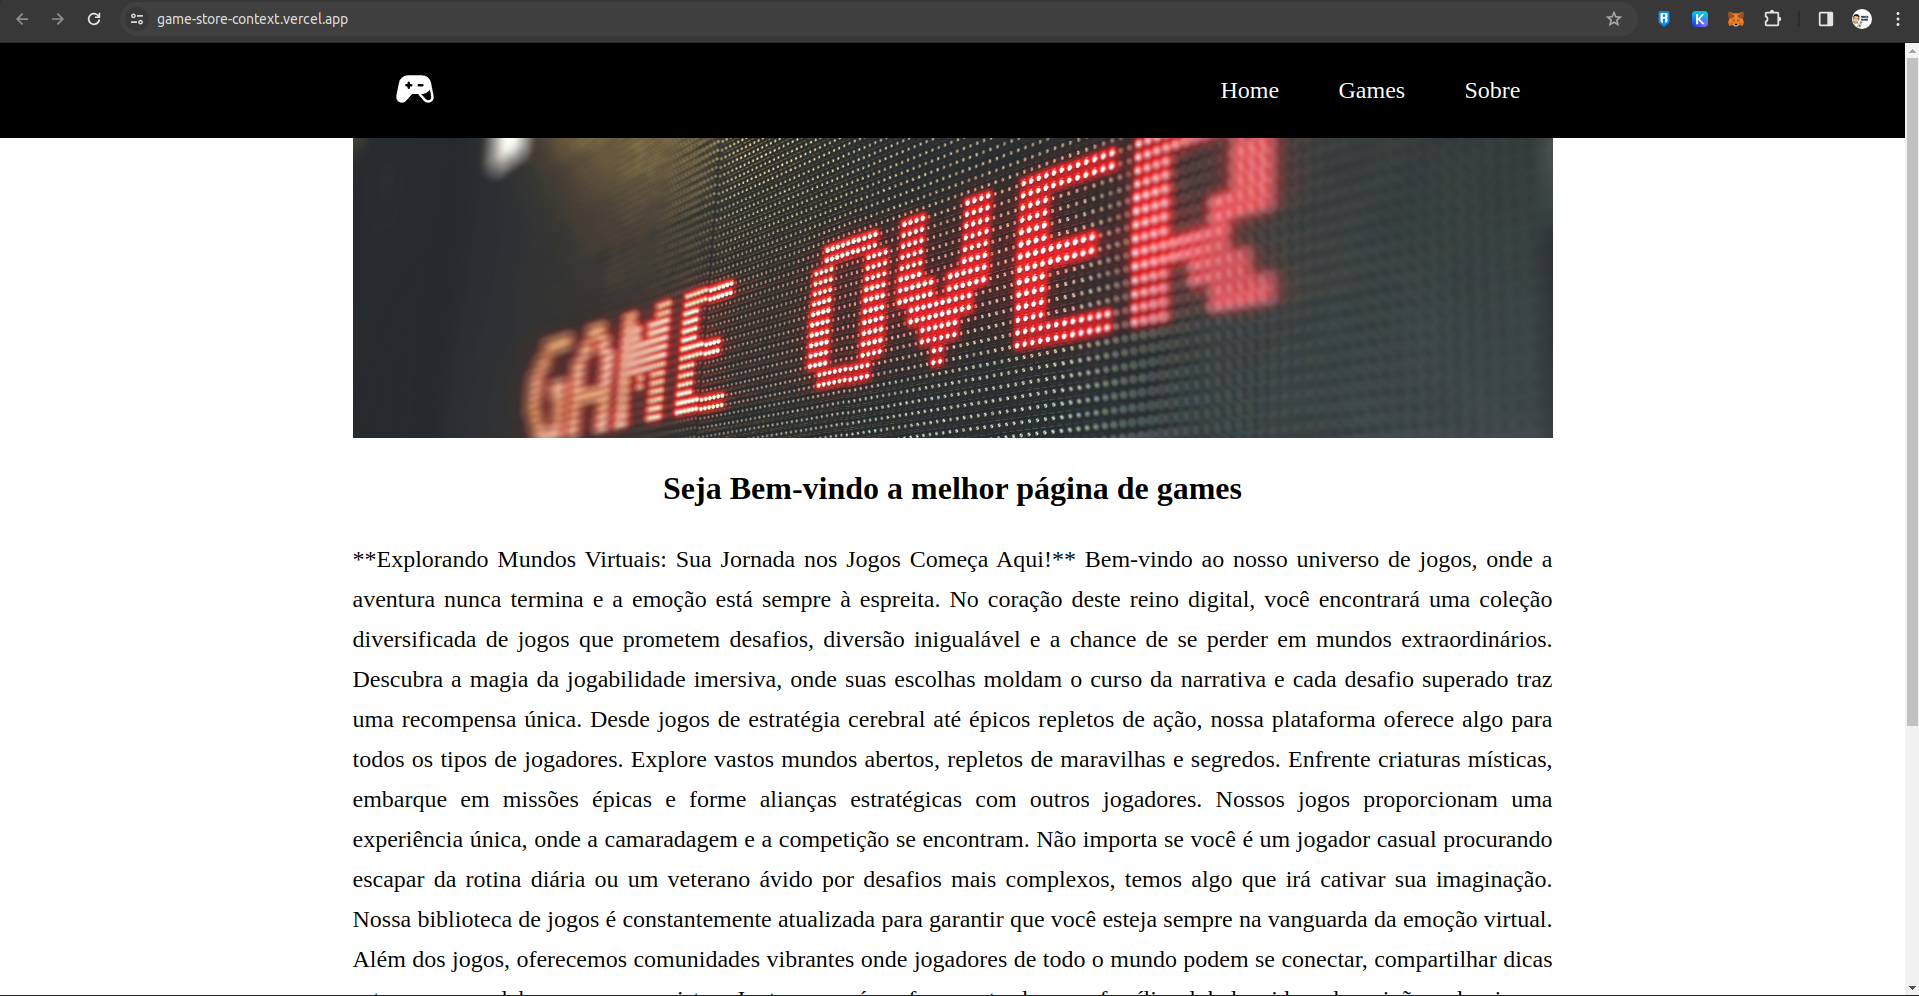 game-store-context.vercel.app
Home Games Sobre
GAME OVER
Seja Bem-vindo a melhor página de games
**Explorando Mundos Virtuais: Sua Jornada nos Jogos Começa Aqui!** Bem-vindo ao nosso universo de jogos, onde a
aventura nunca termina e a emoção está sempre à espreita. No coração deste reino digital, você encontrará uma coleção
diversificada de jogos que prometem desafios, diversão inigualável e a chance de se perder em mundos extraordinários.
Descubra a magia da jogabilidade imersiva, onde suas escolhas moldam o curso da narrativa e cada desafio superado traz
uma recompensa única. Desde jogos de estratégia cerebral até épicos repletos de ação, nossa plataforma oferece algo para
todos os tipos de jogadores. Explore vastos mundos abertos, repletos de maravilhas e segredos. Enfrente criaturas místicas,
embarque em missões épicas e forme alianças estratégicas com outros jogadores. Nossos jogos proporcionam uma
experiência única, onde a camaradagem e a competição se encontram. Não importa se você é um jogador casual procurando
escapar da rotina diária ou um veterano ávido por desafios mais complexos, temos algo que irá cativar sua imaginação.
Nossa biblioteca de jogos é constantemente atualizada para garantir que você esteja sempre na vanguarda da emoção virtual.
Além dos jogos, oferecemos comunidades vibrantes onde jogadores de todo o mundo podem se conectar, compartilhar dicas